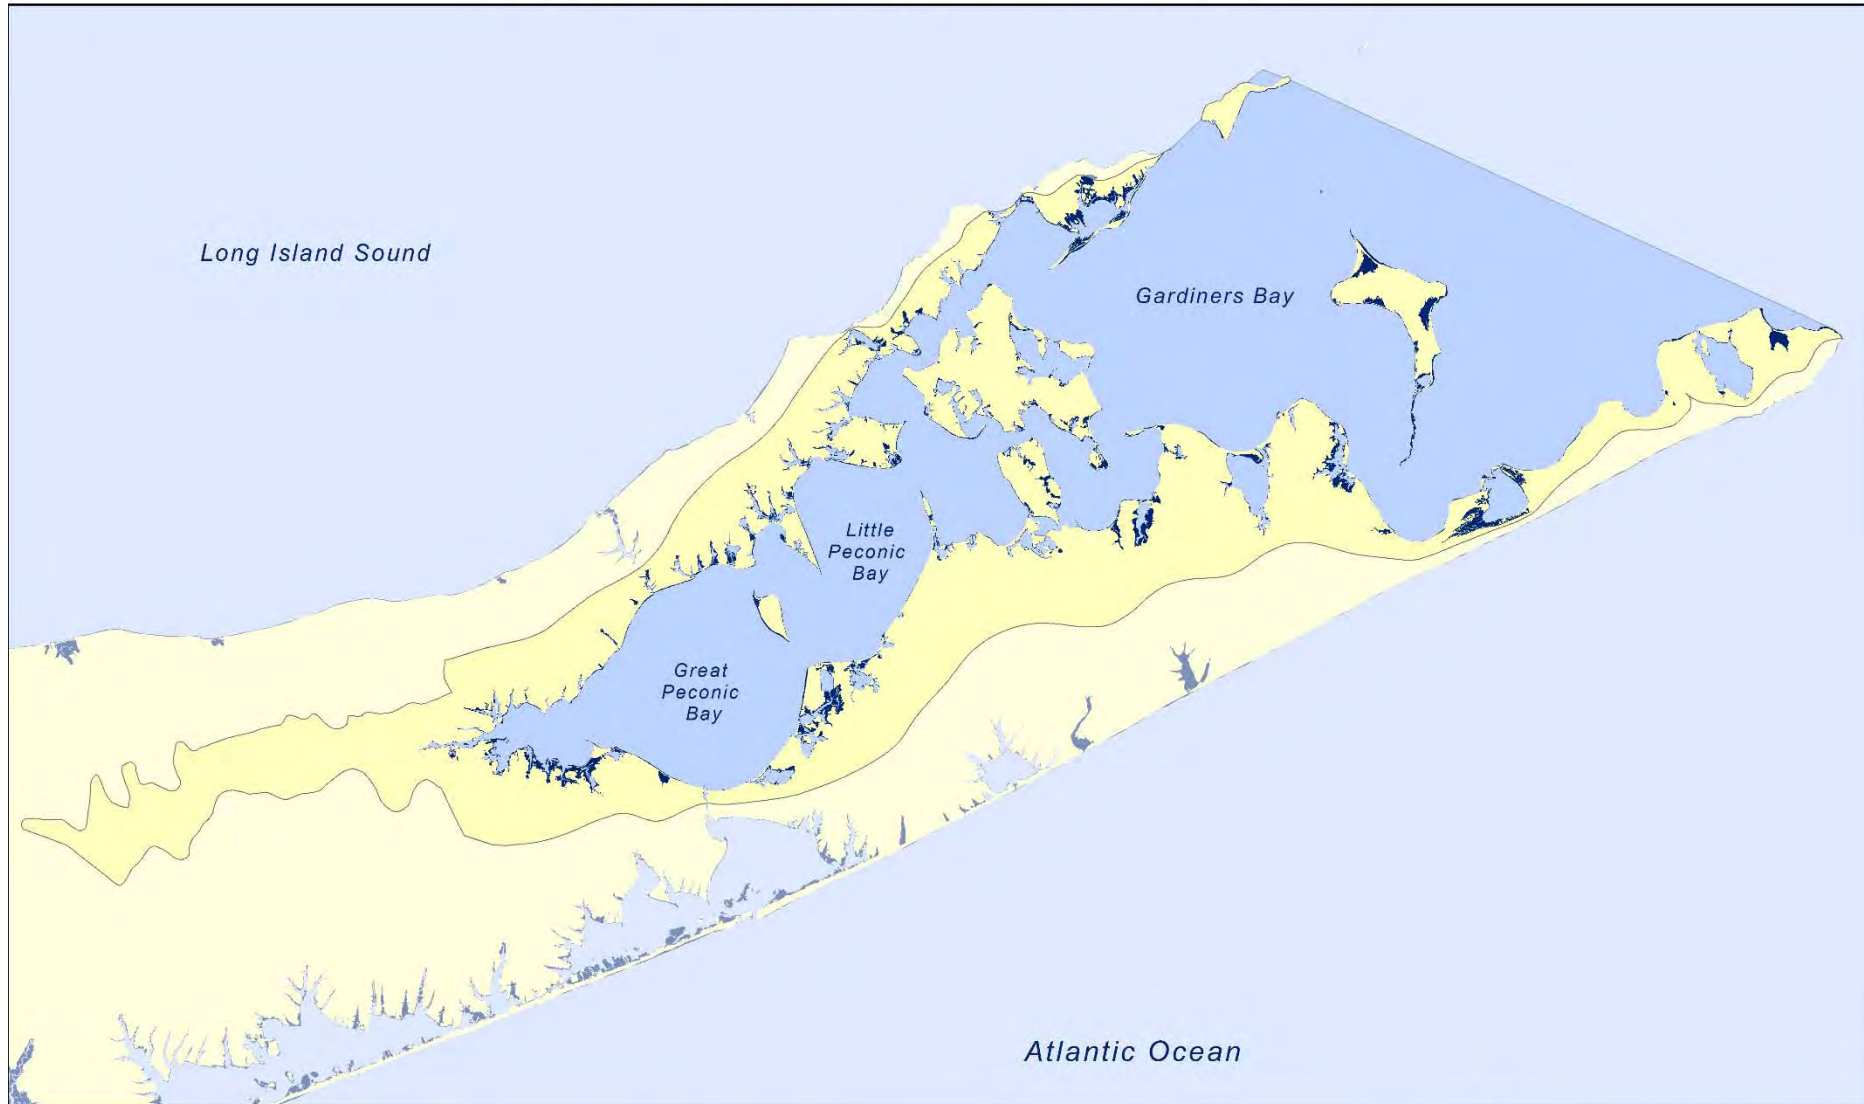 Long Island Sound
Gardiners Bay
Little
Peconic
Bay
Great
Peconic
Bay
Atlantic Ocean